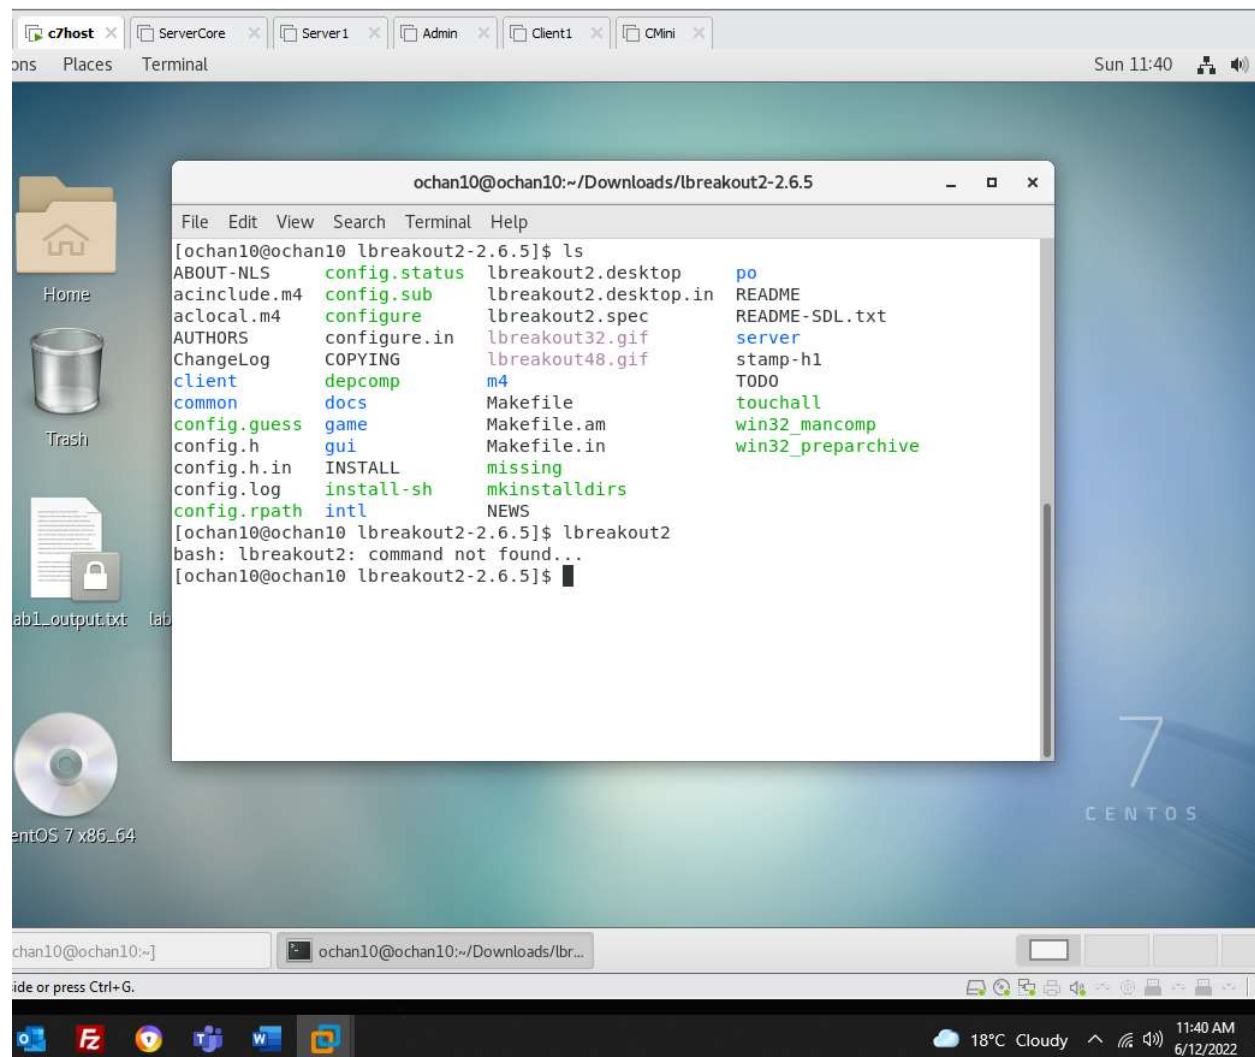 c7host ServerCore Server1 Admin Client1 CMini
ons Places Terminal Sun 11:40
ochan10@ochan10:~/Downloads/lbreakout2-2.6.5
File Edit View Search Terminal Help
[ochan10@ochan10 lbreakout2-2.6.5]$ ls
ABOUT-NLS config.status lbreakout2.desktop po
acinclude.m4 config.sub lbreakout2.desktop.in README
aclocal.m4 configure lbreakout2.spec README-SDL.txt
AUTHORS configure.in lbreakout32.gif server
ChangeLog COPYING lbreakout48.gif stamp-h1
client depcomp m4 TODO
common docs Makefile touchall
config.guess game Makefile.am win32_mancomp
config.h gui Makefile.in win32_preparchive
config.h.in INSTALL missing
config.log install-sh mkinstalldirs
config.rpath intl NEWS
[ochan10@ochan10 lbreakout2-2.6.5]$ lbreakout2
bash: lbreakout2: command not found...
[ochan10@ochan10 lbreakout2-2.6.5]$
Home
Trash
ab1_output.txt lab
entOS 7 x86_64
7
CENTOS
chan10@ochan10:~] ochan10@ochan10:~/Downloads/lbr...
ide or press Ctrl+G.
18°C Cloudy 11:40 AM
6/12/2022